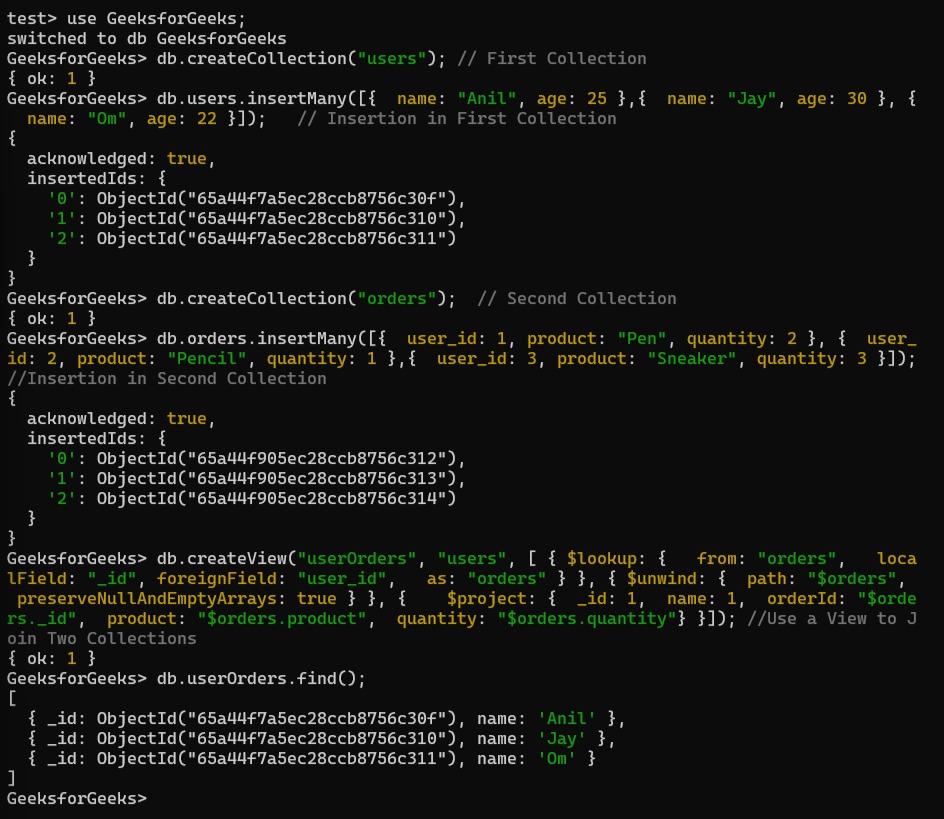 test> use GeeksforGeeks;
switched to db GeeksforGeeks
GeeksforGeeks> db.createCollection("users"); // First Collection
{ ok: 1 }
GeeksforGeeks> db.users.insertMany([{  name: "Anil", age: 25 },{  name: "Jay", age: 30 }, {
  name: "Om", age: 22 }]);   // Insertion in First Collection
{
  acknowledged: true,
  insertedIds: {
    '0': ObjectId("65a44f7a5ec28ccb8756c30f"),
    '1': ObjectId("65a44f7a5ec28ccb8756c310"),
    '2': ObjectId("65a44f7a5ec28ccb8756c311")
  }
}
GeeksforGeeks> db.createCollection("orders");  // Second Collection
{ ok: 1 }
GeeksforGeeks> db.orders.insertMany([{  user_id: 1, product: "Pen", quantity: 2 }, {  user_
id: 2, product: "Pencil", quantity: 1 },{  user_id: 3, product: "Sneaker", quantity: 3 }]);
//Insertion in Second Collection
{
  acknowledged: true,
  insertedIds: {
    '0': ObjectId("65a44f905ec28ccb8756c312"),
    '1': ObjectId("65a44f905ec28ccb8756c313"),
    '2': ObjectId("65a44f905ec28ccb8756c314")
  }
}
GeeksforGeeks> db.createView("userOrders", "users", [ { $lookup: {   from: "orders",   loca
lField: "_id", foreignField: "user_id",   as: "orders" } }, { $unwind: {  path: "$orders",
 preserveNullAndEmptyArrays: true } }, {    $project: {  _id: 1,  name: 1,  orderId: "$orde
rs._id",  product: "$orders.product",  quantity: "$orders.quantity"} }]); //Use a View to J
oin Two Collections
{ ok: 1 }
GeeksforGeeks> db.userOrders.find();
[
  { _id: ObjectId("65a44f7a5ec28ccb8756c30f"), name: 'Anil' },
  { _id: ObjectId("65a44f7a5ec28ccb8756c310"), name: 'Jay' },
  { _id: ObjectId("65a44f7a5ec28ccb8756c311"), name: 'Om' }
]
GeeksforGeeks>